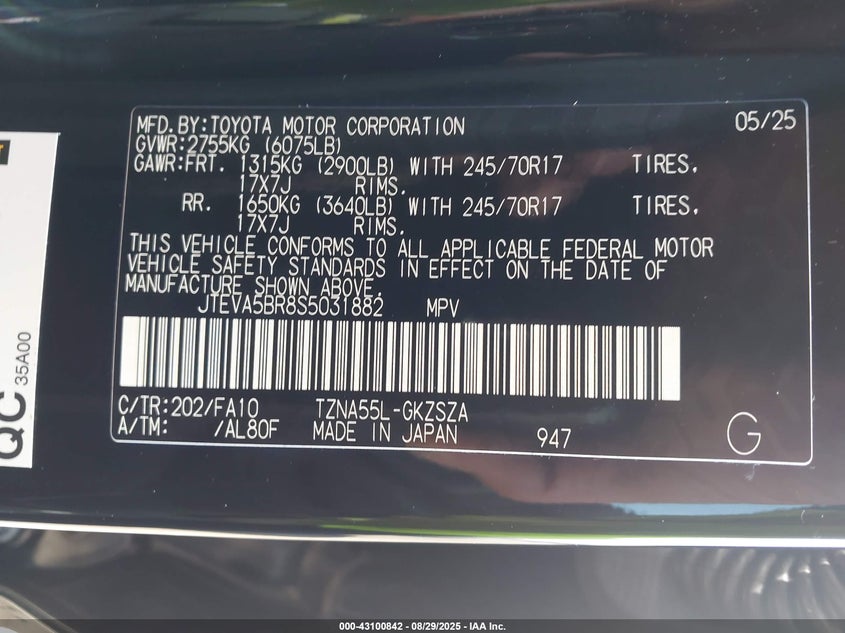 MFD.BY:TOYOTA MOTOR CORPORATION 05/25
GVWR:2755KG (6075LB)
GAWR:FRT. 1315KG (2900LB) WITH 245/70R17 TIRES,
17X7J RIMS.
RR. 1650KG (3640LB) WITH 245/70R17 TIRES,
17X7J RIMS.
THIS VEHICLE CONFORMS TO ALL APPLICABLE FEDERAL MOTOR
VEHICLE SAFETY STANDARDS IN EFFECT ON THE DATE OF
MANUFACTURE SHOWN ABOVE.
JTEVA5BR8S5031882 MPV
C/TR:202/FA10 TZNA55L-GKZSZA
A/TM: /AL80F MADE IN JAPAN 947 G
QC 35A00
000-43100842 - 08/29/2025 - IAA Inc.